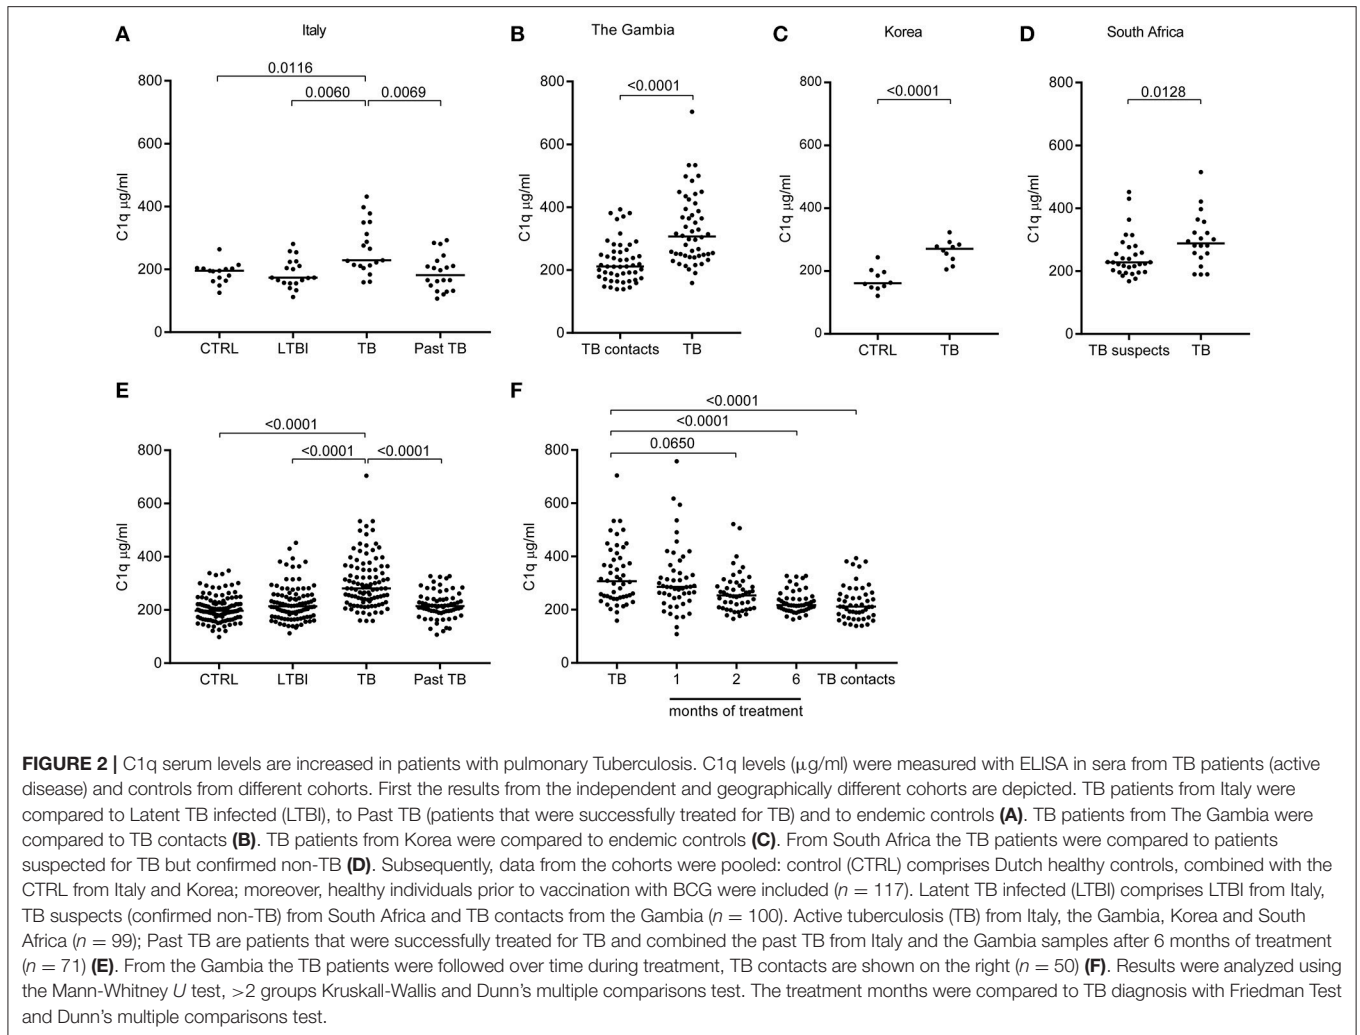 A Italy B The Gambia C Korea D South Africa
0.0116
0.0060 0.0069
<0.0001
<0.0001
0.0128
C1q µg/ml
800
600
400
200
0
CTRL LTBI TB Past TB
C1q µg/ml
800
600
400
200
0
TB contacts TB
C1q µg/ml
800
600
400
200
0
CTRL TB
C1q µg/ml
800
600
400
200
0
TB suspects TB
E
<0.0001
<0.0001 <0.0001
C1q µg/ml
800
600
400
200
0
CTRL LTBI TB Past TB
F
<0.0001
<0.0001
0.0650
C1q µg/ml
800
600
400
200
0
TB 1 2 6 TB contacts
months of treatment
FIGURE 2 | C1q serum levels are increased in patients with pulmonary Tuberculosis. C1q levels (μg/ml) were measured with ELISA in sera from TB patients (active
disease) and controls from different cohorts. First the results from the independent and geographically different cohorts are depicted. TB patients from Italy were
compared to Latent TB infected (LTBI), to Past TB (patients that were successfully treated for TB) and to endemic controls (A). TB patients from The Gambia were
compared to TB contacts (B). TB patients from Korea were compared to endemic controls (C). From South Africa the TB patients were compared to patients
suspected for TB but confirmed non-TB (D). Subsequently, data from the cohorts were pooled: control (CTRL) comprises Dutch healthy controls, combined with the
CTRL from Italy and Korea; moreover, healthy individuals prior to vaccination with BCG were included (n = 117). Latent TB infected (LTBI) comprises LTBI from Italy,
TB suspects (confirmed non-TB) from South Africa and TB contacts from the Gambia (n = 100). Active tuberculosis (TB) from Italy, the Gambia, Korea and South
Africa (n = 99); Past TB are patients that were successfully treated for TB and combined the past TB from Italy and the Gambia samples after 6 months of treatment
(n = 71) (E). From the Gambia the TB patients were followed over time during treatment, TB contacts are shown on the right (n = 50) (F). Results were analyzed using
the Mann-Whitney U test, >2 groups Kruskall-Wallis and Dunn's multiple comparisons test. The treatment months were compared to TB diagnosis with Friedman Test
and Dunn's multiple comparisons test.